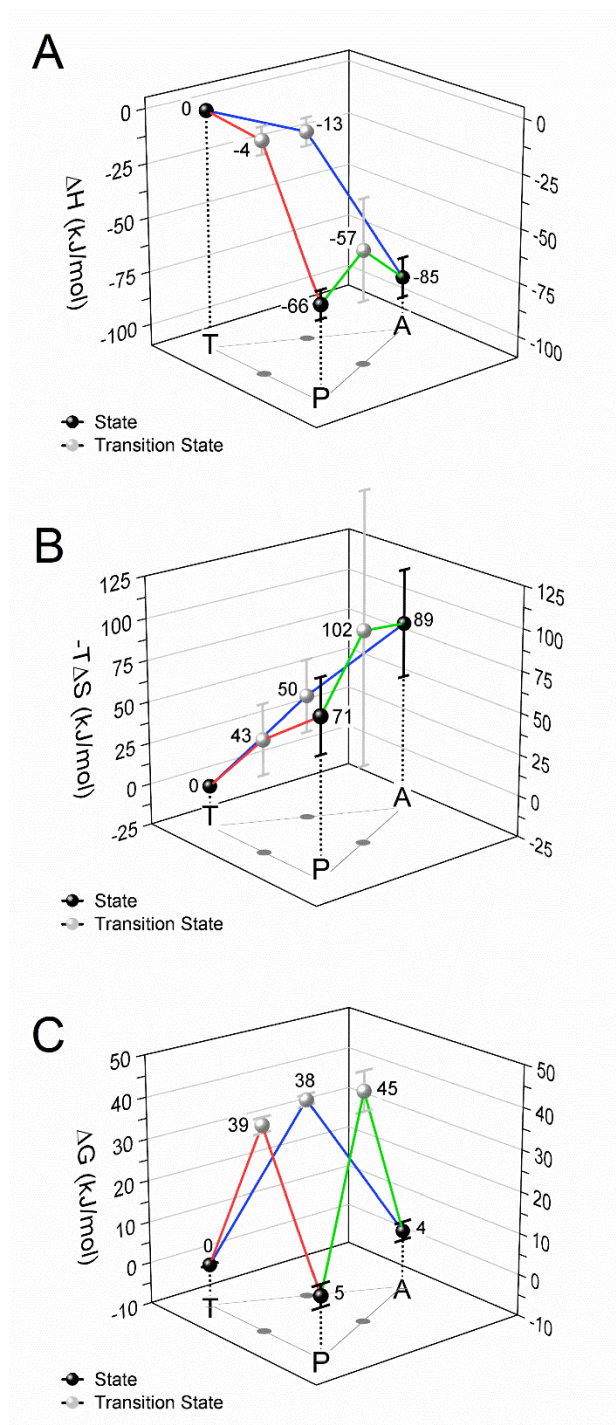 A
0
-25
-50
-75
-100
ΔH (kJ/mol)
0
-25
-50
-75
-100
0
-4
-13
-57
-66
-85
T
A
P
State
Transition State
B
125
100
75
50
25
0
-25
-TΔS (kJ/mol)
125
100
75
50
25
0
-25
102
89
50
43
71
0
T
A
P
State
Transition State
C
50
40
30
20
10
0
-10
ΔG (kJ/mol)
50
40
30
20
10
0
-10
38
45
39
0
4
5
T
A
P
State
Transition State